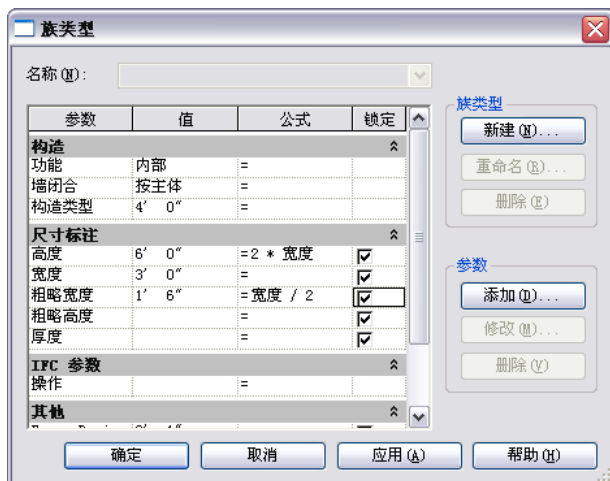 族类型
名称(N):
参数 值 公式 锁定
构造
功能 内部 =
墙闭合 按主体 =
构造类型 4' 0" =
尺寸标注
高度 6' 0" =2 * 宽度
宽度 3' 0" =
粗略宽度 1' 6" =宽度 / 2
粗略高度 =
厚度 =
IFC 参数
操作 =
其他
族类型
新建(N)...
重命名(R)...
删除(E)
参数
添加(D)...
修改(M)...
删除(V)
确定 取消 应用(A) 帮助(H)